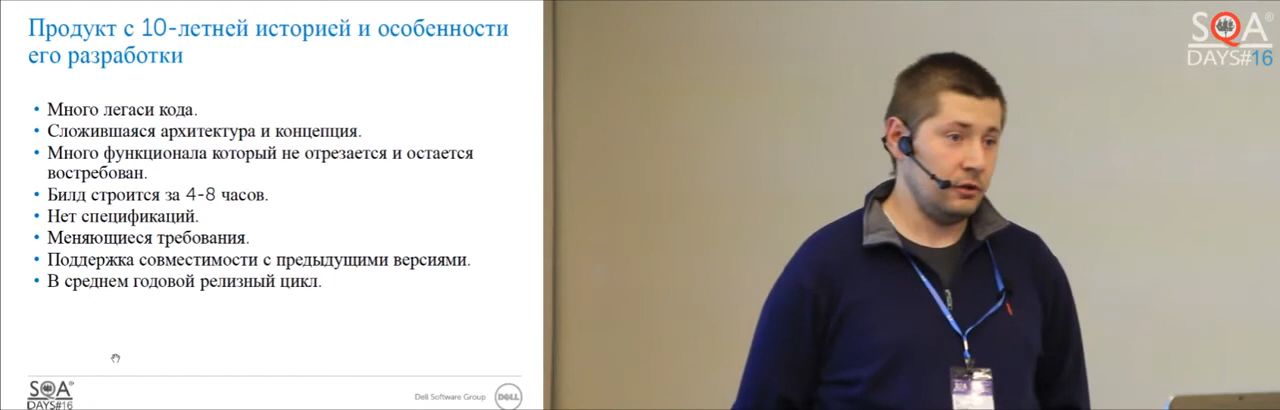 Продукт с 10-летней историей и особенности
его разработки
• Много легаси кода.
• Сложившаяся архитектура и концепция.
• Много функционала который не отрезается и остается
востребован.
• Билд строится за 4-8 часов.
• Нет спецификаций.
• Меняющиеся требования.
• Поддержка совместимости с предыдущими версиями.
• В среднем годовой релизный цикл.
SQA®
DAYS#16
Dell Software Group
DELL
SQA®
DAYS#16